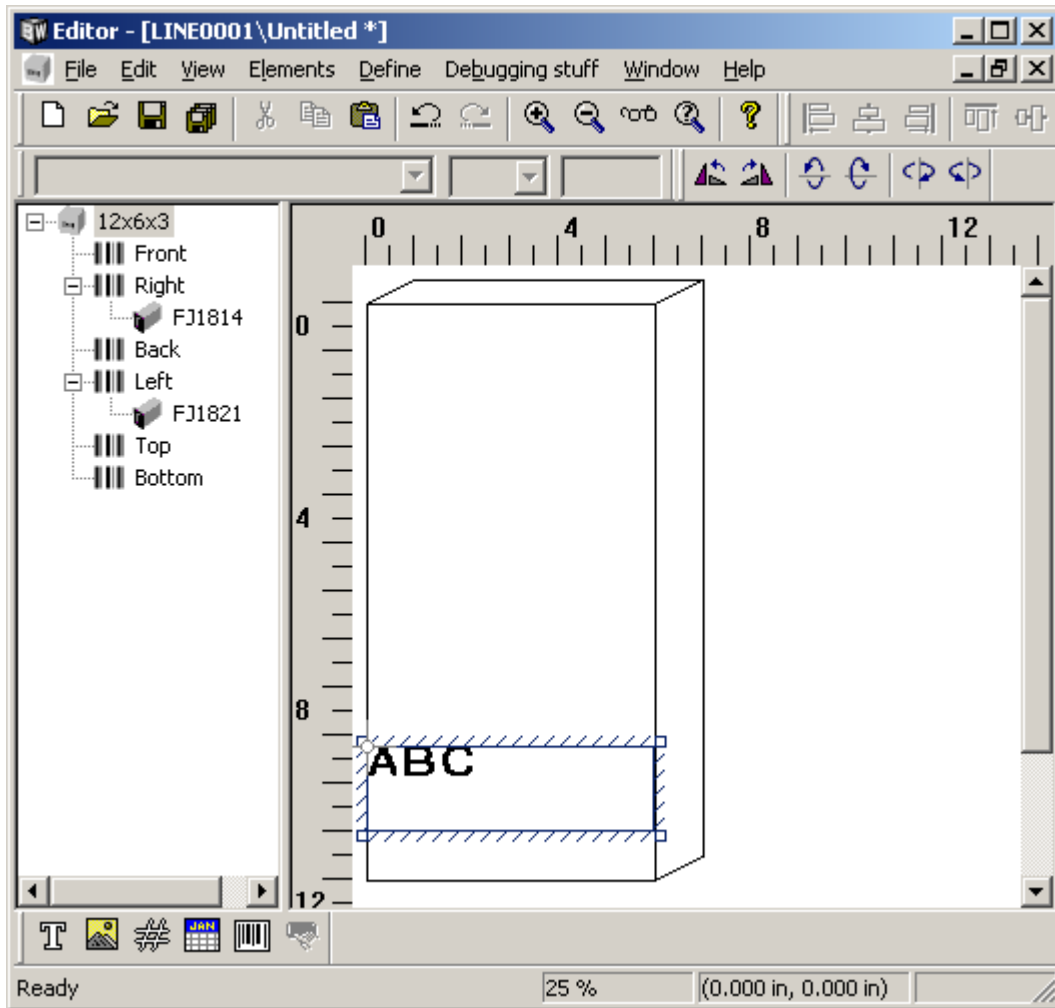 Editor - [LINE0001\Untitled *]
File Edit View Elements Define Debugging stuff Window Help
12x6x3
Front
Right
FJ1814
Back
Left
FJ1821
Top
Bottom
0 4 8 12
0
4
8
12
ABC
JAN
Ready 25 % (0.000 in, 0.000 in)